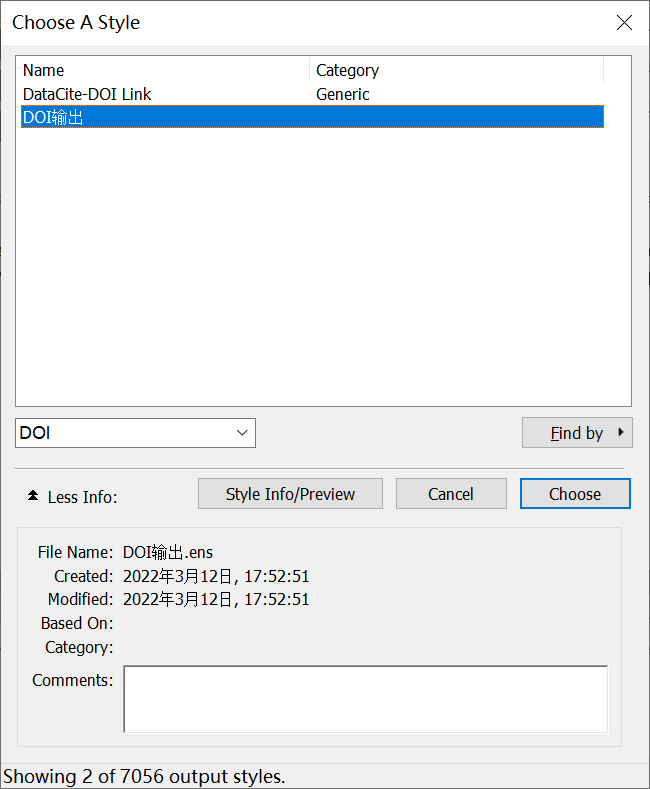 Choose A Style
Name Category
DataCite-DOI Link Generic
DOI输出
DOI
Find by
Less Info:
Style Info/Preview
Cancel
Choose
File Name: DOI输出.ens
Created: 2022年3月12日, 17:52:51
Modified: 2022年3月12日, 17:52:51
Based On:
Category:
Comments:
Showing 2 of 7056 output styles.